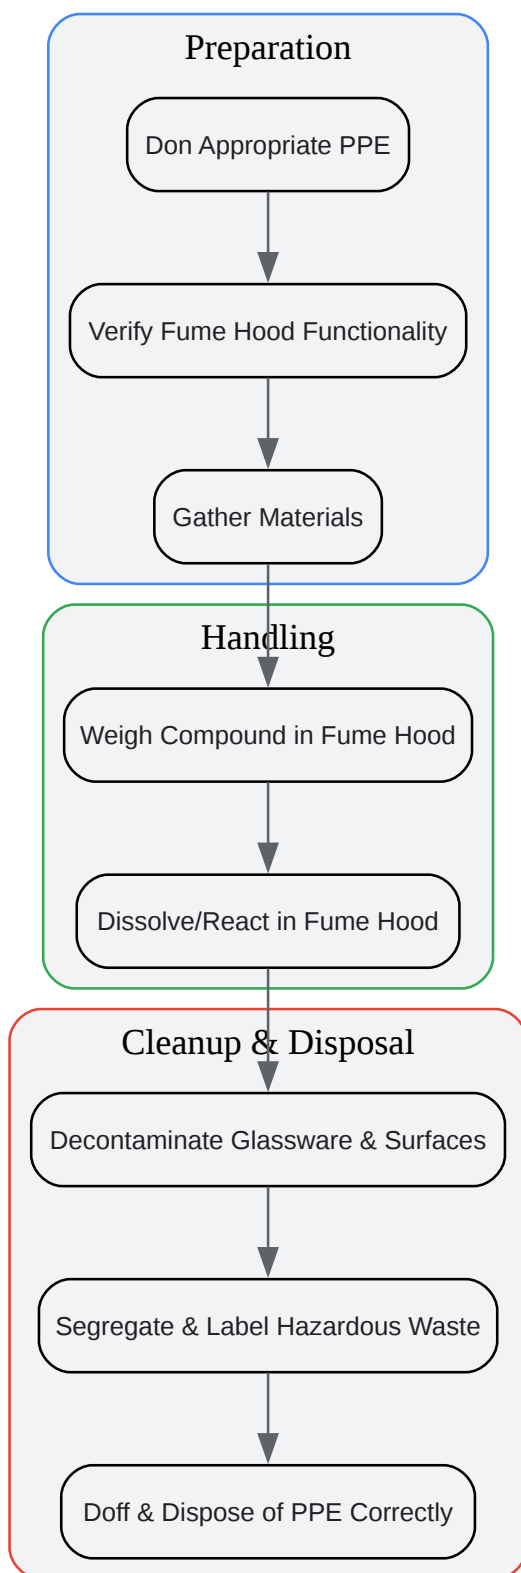 Preparation
Don Appropriate PPE
Verify Fume Hood Functionality
Gather Materials
Handling
Weigh Compound in Fume Hood
Dissolve/React in Fume Hood
Cleanup & Disposal
Decontaminate Glassware & Surfaces
Segregate & Label Hazardous Waste
Doff & Dispose of PPE Correctly